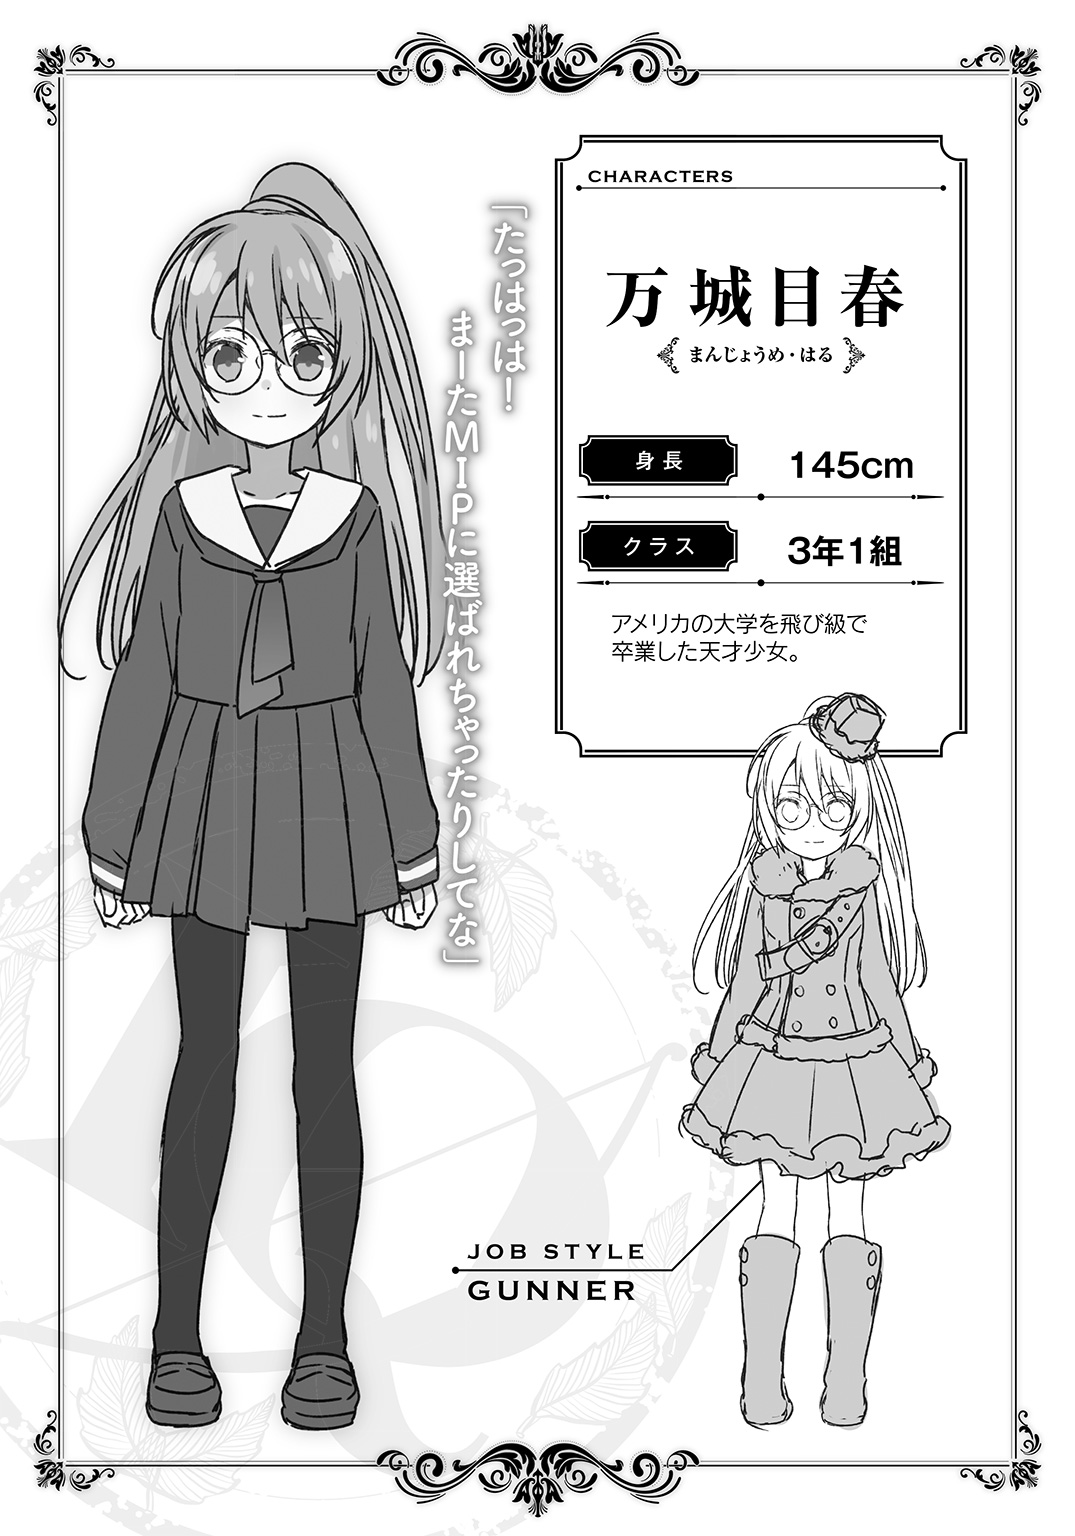 CHARACTERS
万城目春
まんじょうめ・はる
身長
145cm
クラス
3年1組
アメリカの大学を飛び級で
卒業した天才少女。
「たっはっは！
まーたMIPに選ばれちゃったりしてな」
JOB STYLE
GUNNER